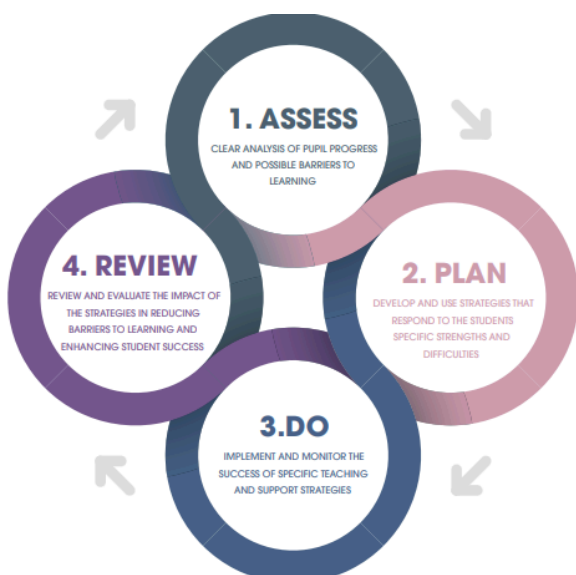 1. ASSESS
CLEAR ANALYSIS OF PUPIL PROGRESS
AND POSSIBLE BARRIERS TO
LEARNING
2. PLAN
DEVELOP AND USE STRATEGIES THAT
RESPOND TO THE STUDENTS
SPECIFIC STRENGTHS AND
DIFFICULTIES
3.DO
IMPLEMENT AND MONITOR THE
SUCCESS OF SPECIFIC TEACHING
AND SUPPORT STRATEGIES
4. REVIEW
REVIEW AND EVALUATE THE IMPACT OF
THE STRATEGIES IN REDUCING
BARRIERS TO LEARNING AND
ENHANCING STUDENT SUCCESS